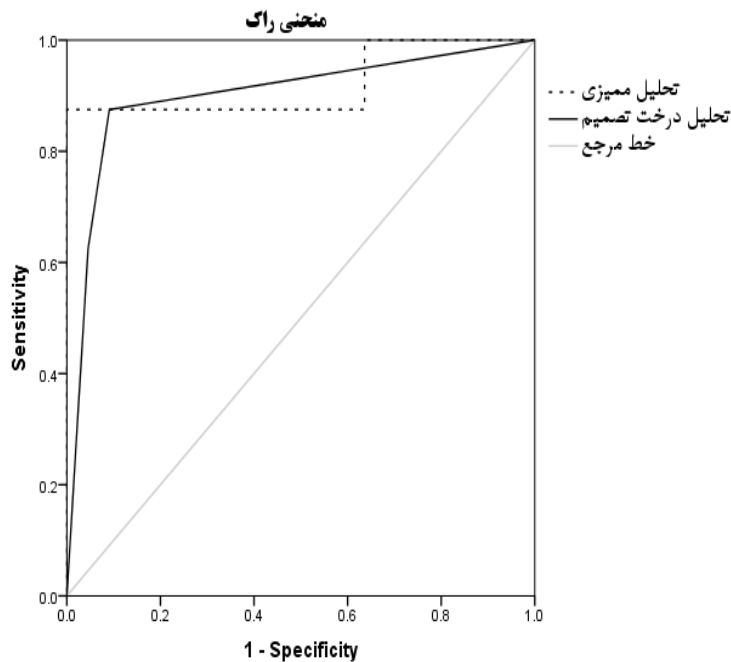 منحنی راک
1.0
0.8
0.6
0.4
0.2
0.0
Sensitivity
0.0 0.2 0.4 0.6 0.8 1.0
1 - Specificity
تحلیل ممیزی
تحلیل درخت تصمیم
خط مرجع